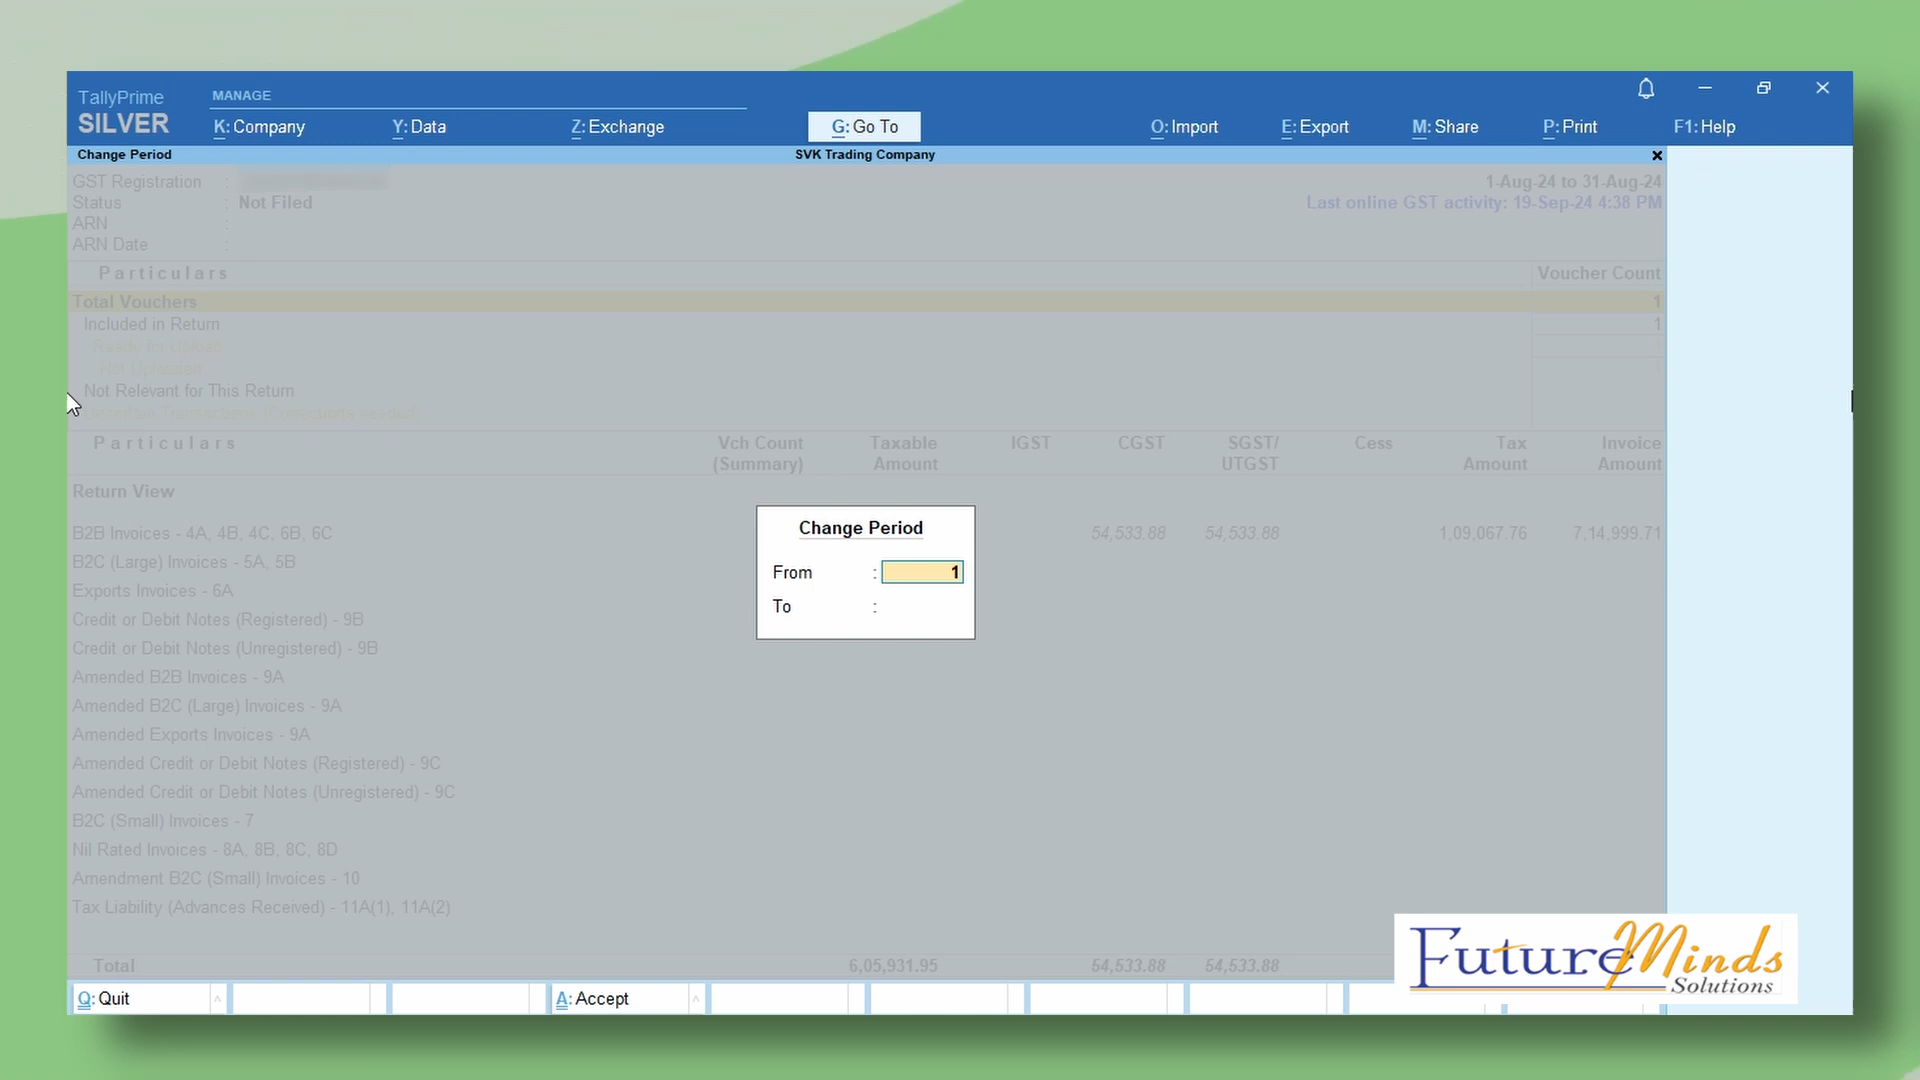 TallyPrime
SILVER
MANAGE
K: Company
Y: Data
Z: Exchange
G: Go To
O: Import
E: Export
M: Share
P: Print
F1: Help
Change Period
SVK Trading Company
GST Registration :
1-Aug-24 to 31-Aug-24
Status : Not Filed
Last online GST activity: 19-Sep-24 4:38 PM
ARN :
ARN Date :
Particulars
Voucher Count
Total Vouchers 1
Included in Return 1
Not Uploaded
Not Relevant for This Return
Particulars
Vch Count (Summary)
Taxable Amount
IGST
CGST
SGST/ UTGST
Cess
Tax Amount
Invoice Amount
Return View
B2B Invoices - 4A, 4B, 4C, 6B, 6C 54,533.88 54,533.88 1,09,067.76 7,14,999.71
B2C (Large) Invoices - 5A, 5B
Exports Invoices - 6A
Credit or Debit Notes (Registered) - 9B
Credit or Debit Notes (Unregistered) - 9B
Amended B2B Invoices - 9A
Amended B2C (Large) Invoices - 9A
Amended Exports Invoices - 9A
Amended Credit or Debit Notes (Registered) - 9C
Amended Credit or Debit Notes (Unregistered) - 9C
B2C (Small) Invoices - 7
Nil Rated Invoices - 8A, 8B, 8C, 8D
Amendment B2C (Small) Invoices - 10
Tax Liability (Advances Received) - 11A(1), 11A(2)
Change Period
From : 1
To :
Total 6,05,931.95 54,533.88 54,533.88
Q: Quit
A: Accept
FutureMinds
Solutions